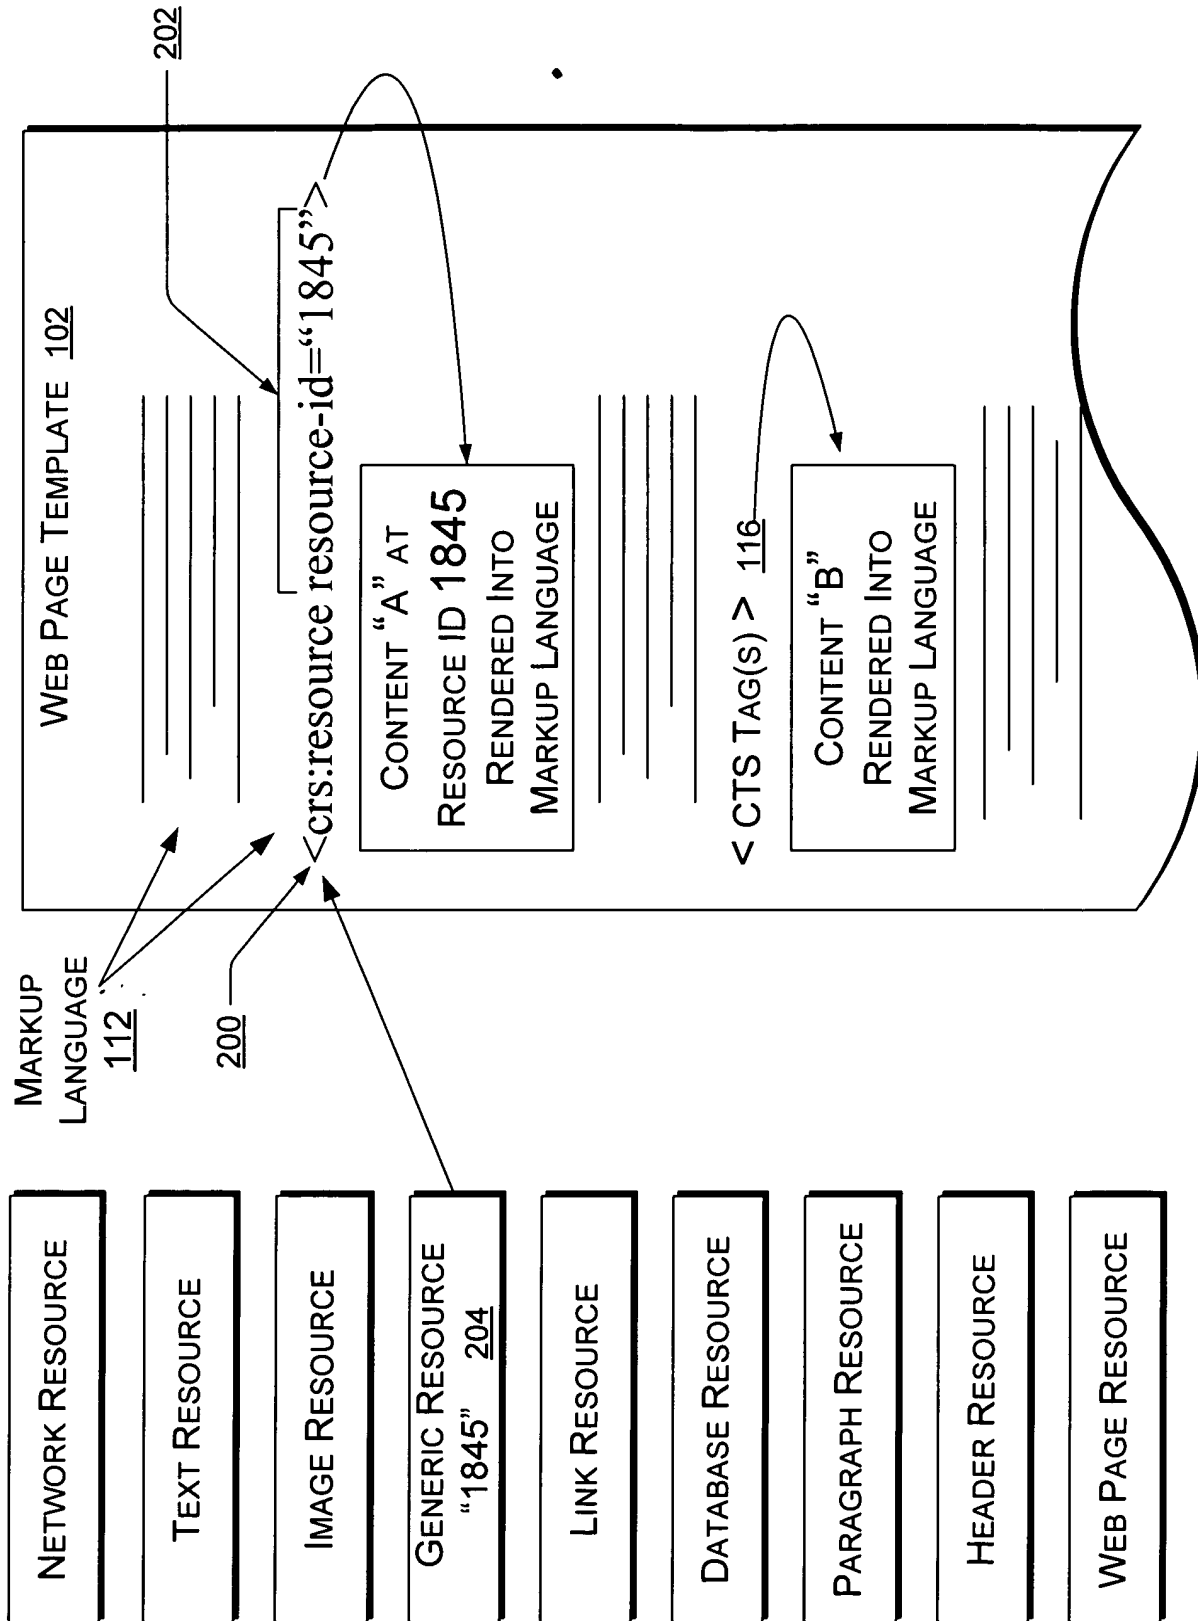 NETWORK RESOURCE
TEXT RESOURCE
IMAGE RESOURCE
GENERIC RESOURCE
“1845” 204
LINK RESOURCE
DATABASE RESOURCE
PARAGRAPH RESOURCE
HEADER RESOURCE
WEB PAGE RESOURCE
MARKUP
LANGUAGE
112
200
WEB PAGE TEMPLATE 102
202
<crs:resource resource-id=“1845”>
CONTENT “A” AT
RESOURCE ID 1845
RENDERED INTO
MARKUP LANGUAGE
< CTS TAG(S) > 116
CONTENT “B”
RENDERED INTO
MARKUP LANGUAGE